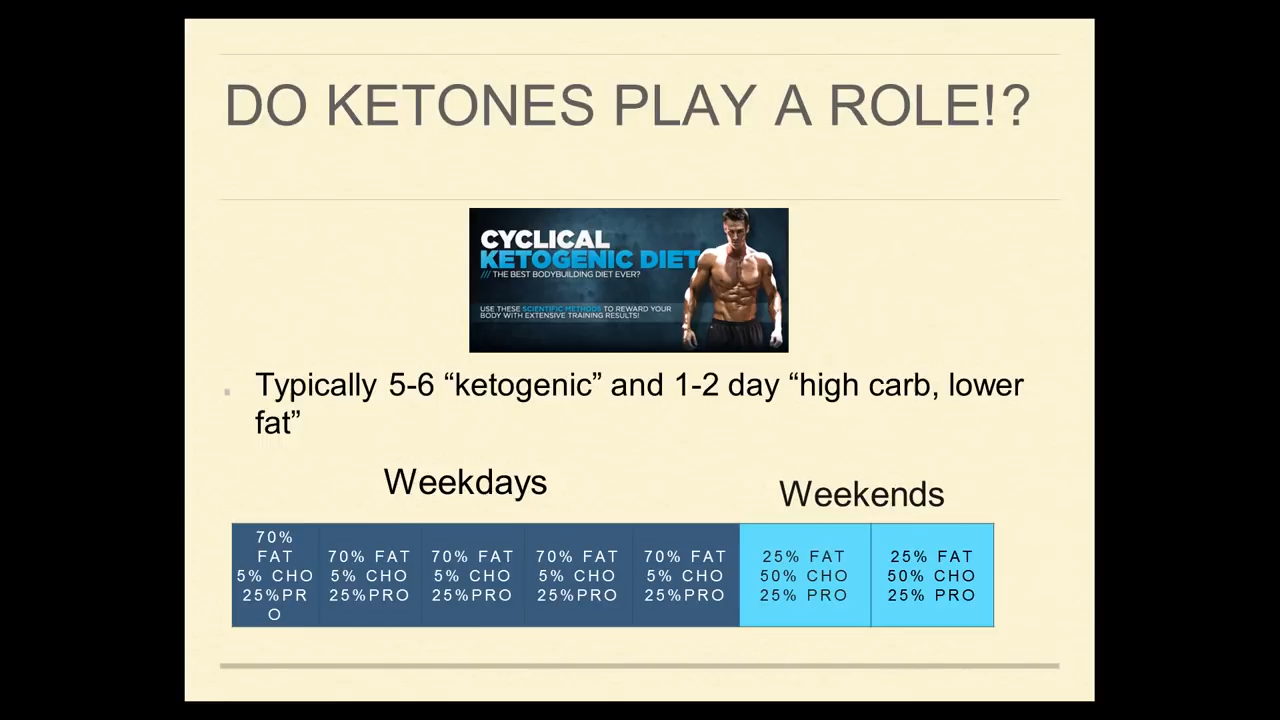 DO KETONES PLAY A ROLE!?
CYCLICAL
KETOGENIC DIET
/// THE BEST BODYBUILDING DIET EVER?
USE THESE SCIENTIFIC METHODS TO REWARD YOUR
BODY WITH EXTENSIVE TRAINING RESULTS!
Typically 5-6 “ketogenic” and 1-2 day “high carb, lower
fat”
Weekdays
Weekends
70%
FAT
5% CHO
25%PR
O
70% FAT
5% CHO
25%PRO
70% FAT
5% CHO
25%PRO
70% FAT
5% CHO
25%PRO
70% FAT
5% CHO
25%PRO
25% FAT
50% CHO
25% PRO
25% FAT
50% CHO
25% PRO